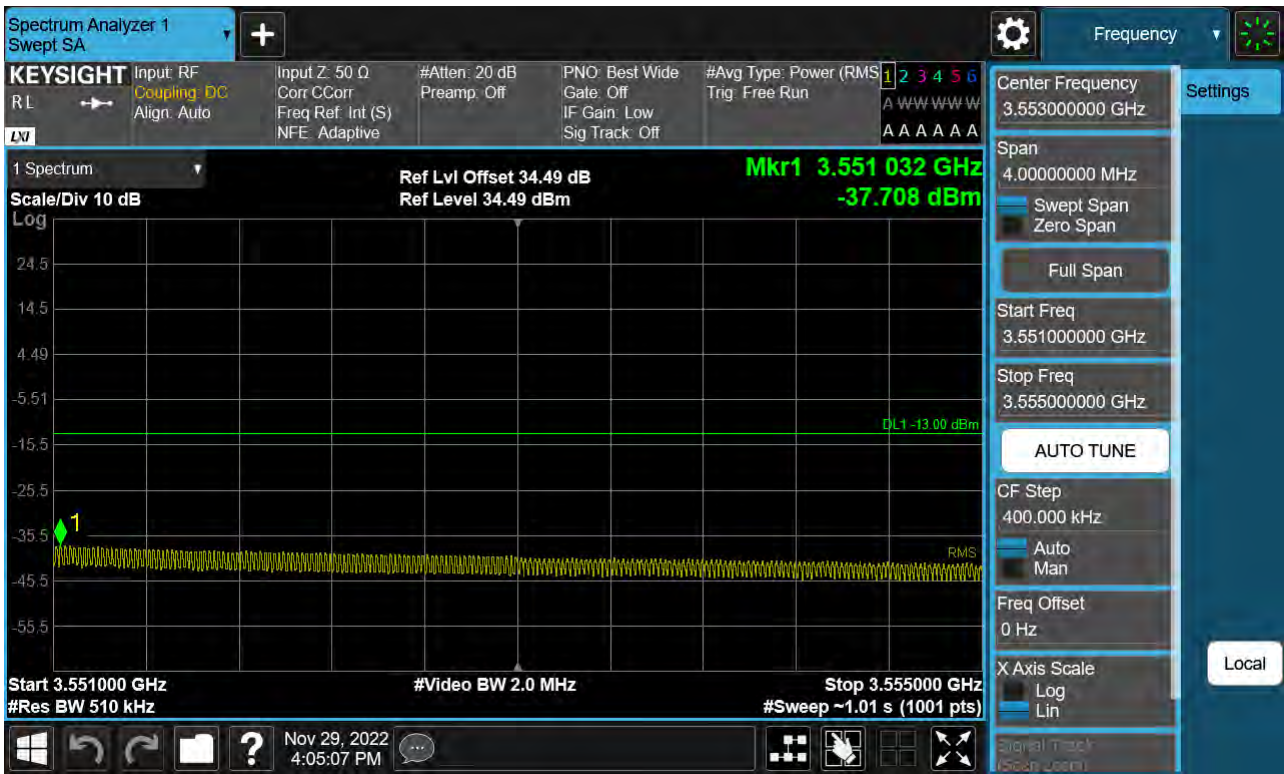 Spectrum Analyzer 1
Swept SA
+
Frequency
KEYSIGHT
RL
LXI
Input: RF
Coupling: DC
Align: Auto
Input Z: 50 Ω
Corr CCorr
Freq Ref: Int (S)
NFE: Adaptive
#Atten: 20 dB
Preamp: Off
PNO: Best Wide
Gate: Off
IF Gain: Low
Sig Track: Off
#Avg Type: Power (RMS
Trig: Free Run
1 2 3 4 5 6
A W W W W W
A A A A A A
1 Spectrum
Scale/Div 10 dB
Ref Lvl Offset 34.49 dB
Ref Level 34.49 dBm
Mkr1 3.551 032 GHz
-37.708 dBm
Log
24.5
14.5
4.49
-5.51
DL1 -13.00 dBm
-15.5
-25.5
1
-35.5
RMS
-45.5
-55.5
Start 3.551000 GHz
#Video BW 2.0 MHz
Stop 3.555000 GHz
#Res BW 510 kHz
#Sweep ~1.01 s (1001 pts)
?
Nov 29, 2022
4:05:07 PM
Center Frequency
3.553000000 GHz
Span
4.00000000 MHz
Swept Span
Zero Span
Full Span
Start Freq
3.551000000 GHz
Stop Freq
3.555000000 GHz
AUTO TUNE
CF Step
400.000 kHz
Auto
Man
Freq Offset
0 Hz
X Axis Scale
Log
Lin
Signal Track
(Span Zoom)
Settings
Local